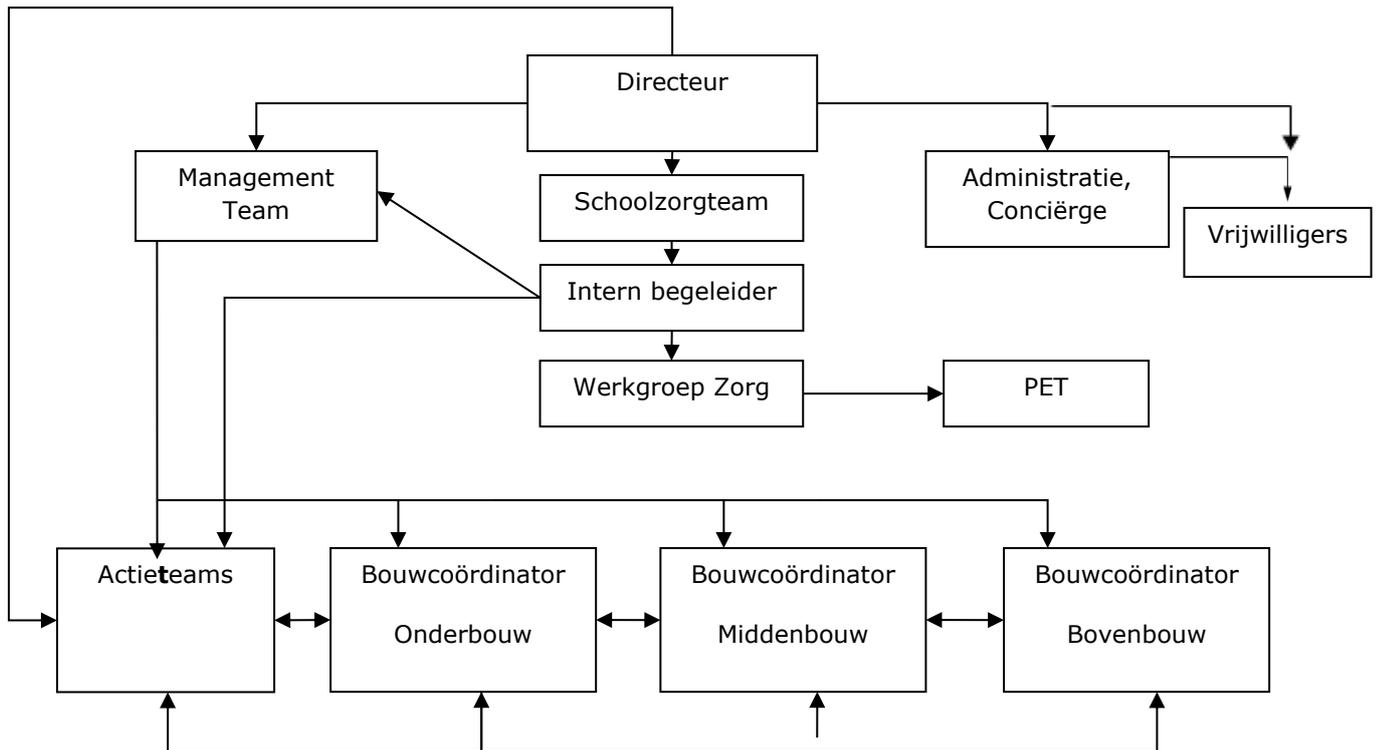 Directeur
Management
Team
Schoolzorgteam
Administratie,
Conciërge
Vrijwilligers
Intern begeleider
Werkgroep Zorg
PET
Actieteams
Bouwcoördinator
Onderbouw
Bouwcoördinator
Middenbouw
Bouwcoördinator
Bovenbouw